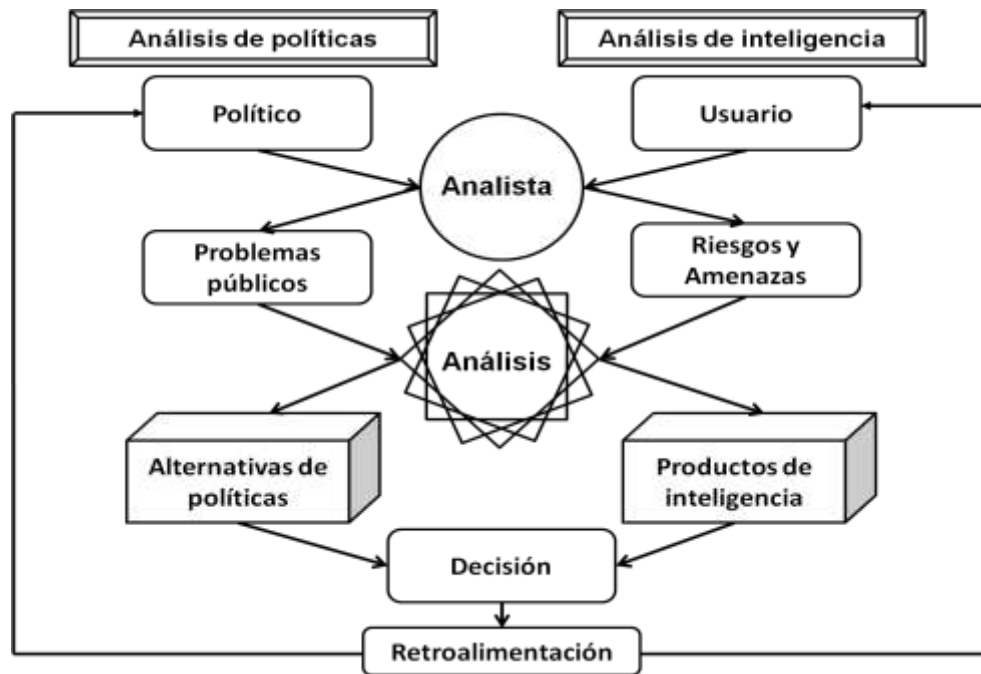 Análisis de políticas
Análisis de inteligencia
Político
Usuario
Analista
Problemas
públicos
Riesgos y
Amenazas
Análisis
Alternativas de
políticas
Productos de
inteligencia
Decisión
Retroalimentación